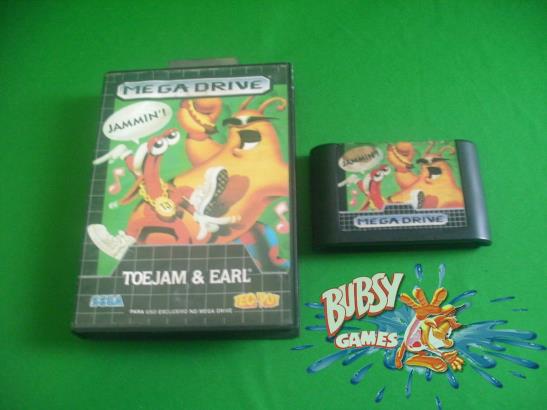 MEGA DRIVE
JAMMIN'!
TOEJAM & EARL
SEGA
TEC TOY
PARA USO EXCLUSIVO NO MEGA DRIVE
JAMMIN'!
MEGA DRIVE
BUBSY
GAMES